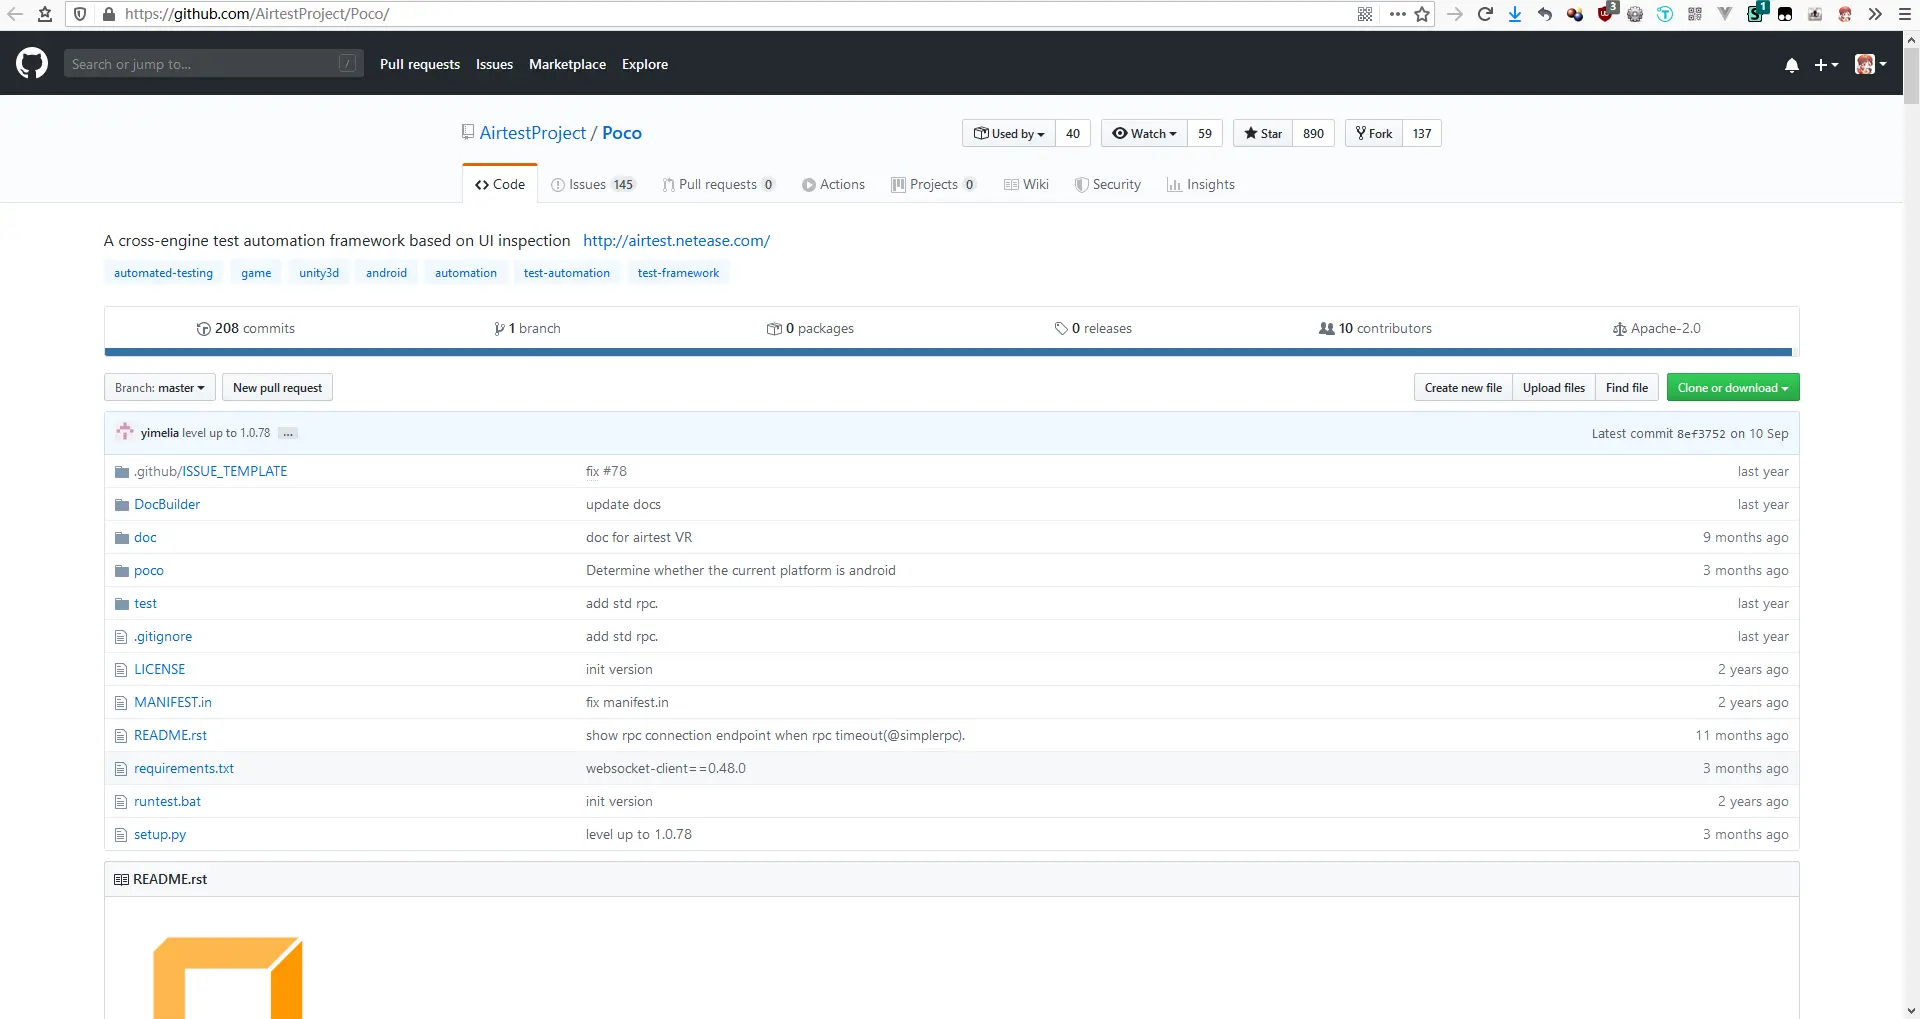 https://github.com/AirtestProject/Poco/
3
1
Search or jump to... /
Pull requests Issues Marketplace Explore
AirtestProject / Poco
Used by 40 Watch 59 Star 890 Fork 137
Code Issues 145 Pull requests 0 Actions Projects 0 Wiki Security Insights
A cross-engine test automation framework based on UI inspection http://airtest.netease.com/
automated-testing game unity3d android automation test-automation test-framework
208 commits 1 branch 0 packages 0 releases 10 contributors Apache-2.0
Branch: master New pull request Create new file Upload files Find file Clone or download
yimelia level up to 1.0.78 ... Latest commit 8ef3752 on 10 Sep
.github/ISSUE_TEMPLATE fix #78 last year
DocBuilder update docs last year
doc doc for airtest VR 9 months ago
poco Determine whether the current platform is android 3 months ago
test add std rpc. last year
.gitignore add std rpc. last year
LICENSE init version 2 years ago
MANIFEST.in fix manifest.in 2 years ago
README.rst show rpc connection endpoint when rpc timeout(@simplerpc). 11 months ago
requirements.txt websocket-client==0.48.0 3 months ago
runtest.bat init version 2 years ago
setup.py level up to 1.0.78 3 months ago
README.rst